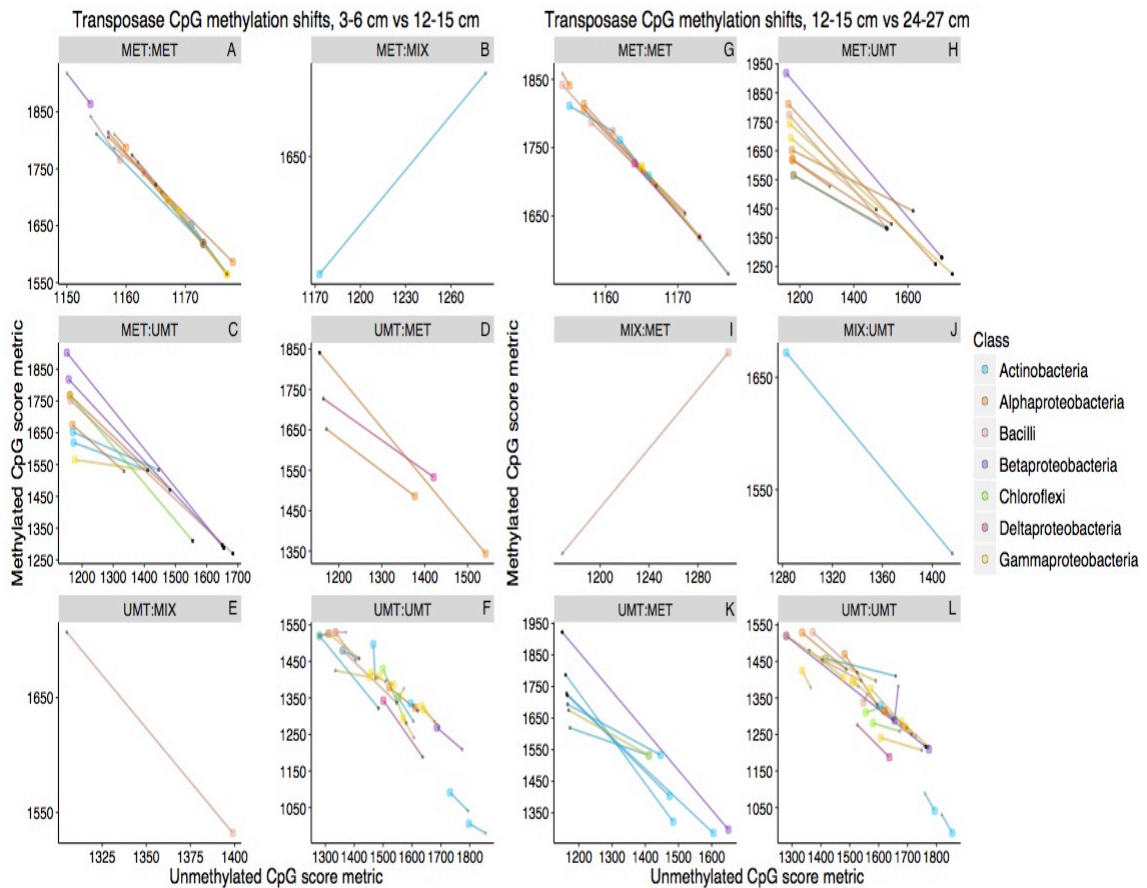 Transposase CpG methylation shifts, 3-6 cm vs 12-15 cm
Transposase CpG methylation shifts, 12-15 cm vs 24-27 cm
MET:MET A
MET:MIX B
MET:MET G
MET:UMT H
1850
1750
1650
1550
1150 1160 1170
1650
1170 1200 1230 1260
1850
1750
1650
1160 1170
1950
1850
1750
1650
1550
1450
1350
1250
1200 1400 1600
MET:UMT C
UMT:MET D
MIX:MET I
MIX:UMT J
1850
1750
1650
1550
1450
1350
1250
1200 1300 1400 1500 1600 1700
1850
1750
1650
1550
1450
1350
1200 1300 1400 1500
1200 1240 1280
1650
1550
1280 1320 1360 1400
UMT:MIX E
UMT:UMT F
UMT:MET K
UMT:UMT L
1650
1550
1325 1350 1375 1400
1550
1450
1350
1250
1150
1050
1300 1400 1500 1600 1700 1800
1950
1850
1750
1650
1550
1450
1350
1200 1300 1400 1500 1600
1550
1450
1350
1250
1150
1050
1300 1400 1500 1600 1700 1800
Methylated CpG score metric
Methylated CpG score metric
Unmethylated CpG score metric
Unmethylated CpG score metric
Class
Actinobacteria
Alphaproteobacteria
Bacilli
Betaproteobacteria
Chloroflexi
Deltaproteobacteria
Gammaproteobacteria